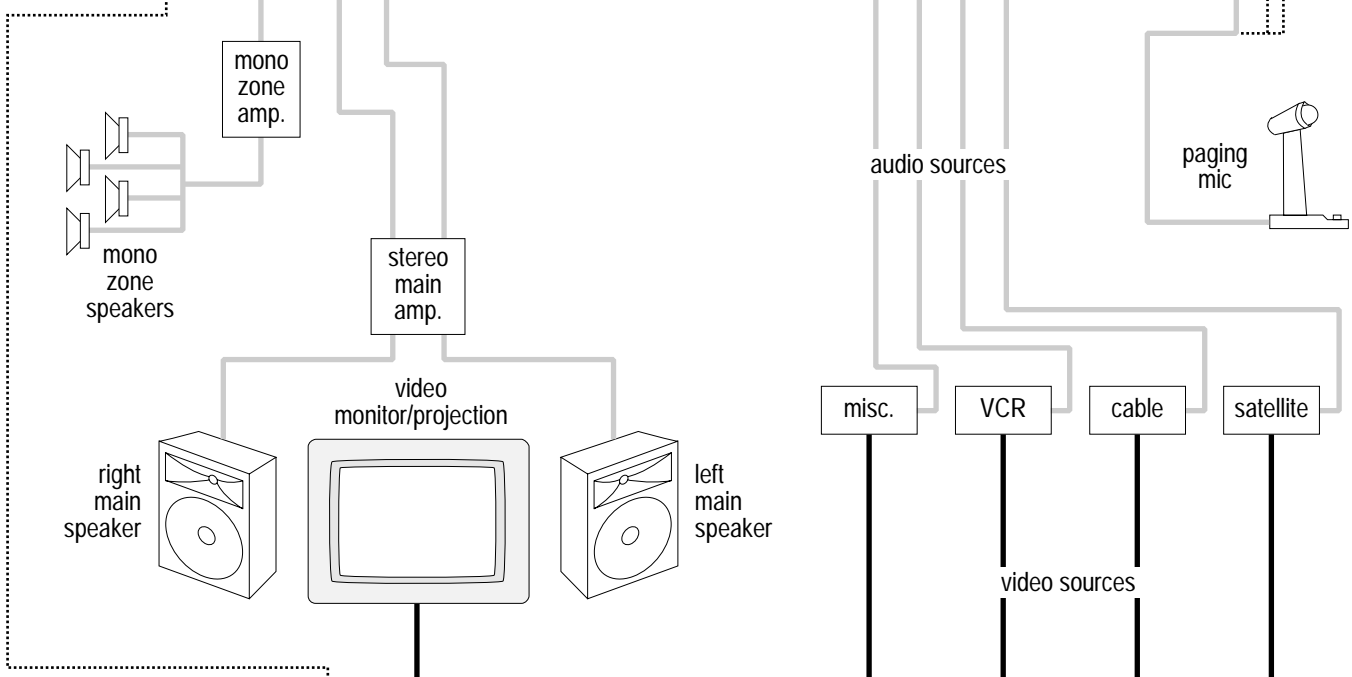 mono
zone
amp.
audio sources
paging
mic
mono
zone
speakers
stereo
main
amp.
video
monitor/projection
misc.
VCR
cable
satellite
right
main
speaker
left
main
speaker
video sources